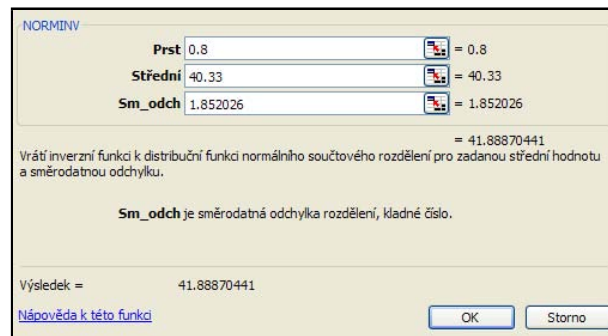 NORMINV
Prst 0.8 = 0.8
Střední 40.33 = 40.33
Sm_odch 1.852026 = 1.852026
= 41.88870441
Vrátí inverzní funkci k distribuční funkci normálního součtového rozdělení pro zadanou střední hodnotu
a směrodatnou odchylku.
Sm_odch je směrodatná odchylka rozdělení, kladné číslo.
Výsledek = 41.88870441
Nápověda k této funkci OK Storno